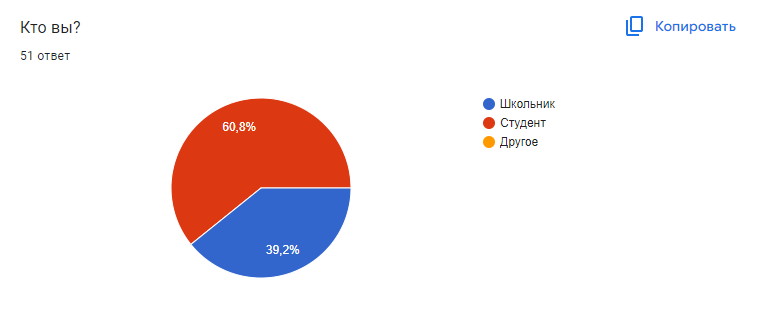 Кто вы?
Копировать
51 ответ
60,8%
39,2%
Школьник
Студент
Другое